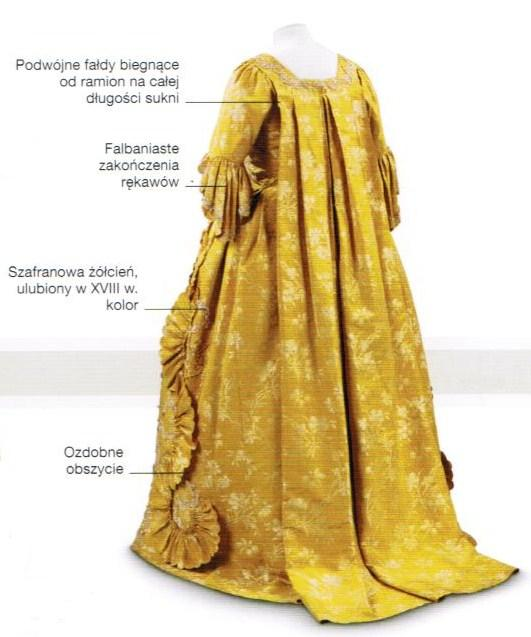 Podwójne fałdy biegnące
od ramion na całej
długości sukni
Falbaniaste
zakończenia
rękawów
Szafranowa żółcień,
ulubiony w XVIII w.
kolor
Ozdobne
obszycie